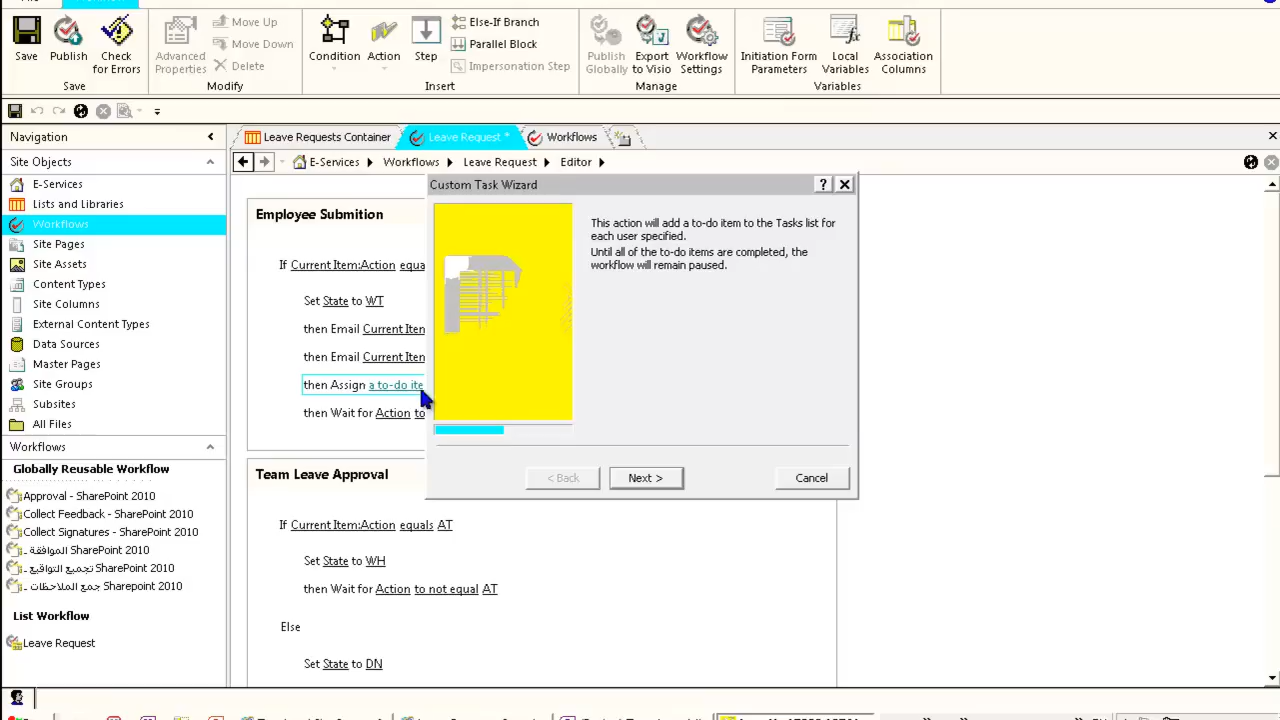 Save
Publish
Check for Errors
Save
Advanced Properties
Move Up
Move Down
Delete
Modify
Condition
Action
Step
Else-If Branch
Parallel Block
Impersonation Step
Insert
Publish Globally
Export to Visio
Workflow Settings
Manage
Initiation Form Parameters
Local Variables
Association Columns
Variables
Navigation
Leave Requests Container
Leave Request *
Workflows
Site Objects
E-Services
Workflows
Leave Request
Editor
E-Services
Lists and Libraries
Workflows
Site Pages
Site Assets
Content Types
Site Columns
External Content Types
Data Sources
Master Pages
Site Groups
Subsites
All Files
Workflows
Globally Reusable Workflow
Approval - SharePoint 2010
Collect Feedback - SharePoint 2010
Collect Signatures - SharePoint 2010
الموافقة ـ SharePoint 2010
تجميع التواقيع ـ SharePoint 2010
جمع الملاحظات ـ Sharepoint 2010
List Workflow
Leave Request
Employee Submition
If Current Item:Action equa
Set State to WT
then Email Current Iten
then Email Current Iten
then Assign a to-do ite
then Wait for Action to
Team Leave Approval
If Current Item:Action equals AT
Set State to WH
then Wait for Action to not equal AT
Else
Set State to DN
Custom Task Wizard
?
This action will add a to-do item to the Tasks list for
each user specified.
Until all of the to-do items are completed, the
workflow will remain paused.
< Back
Next >
Cancel